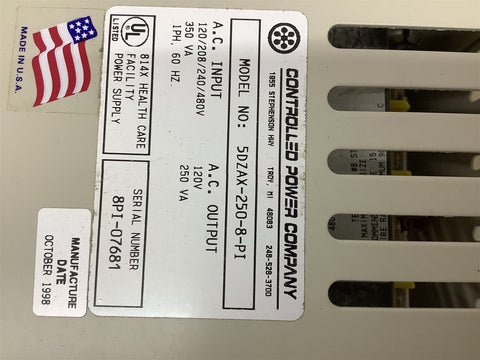 CONTROLLED POWER COMPANY
1955 STEPHENSON HWY TROY, MI 48083 248-528-3700
MODEL NO: 5DZAX-250-8-PI
A.C. INPUT
120/208/240/480V
350 VA
1PH, 60 HZ.
A.C. OUTPUT
120V
250 VA
UL
LISTED
814X HEALTH CARE
FACILITY
POWER SUPPLY
SERIAL NUMBER
8PI-07681
MANUFACTURE
DATE
OCTOBER 1998
MADE IN U.S.A.